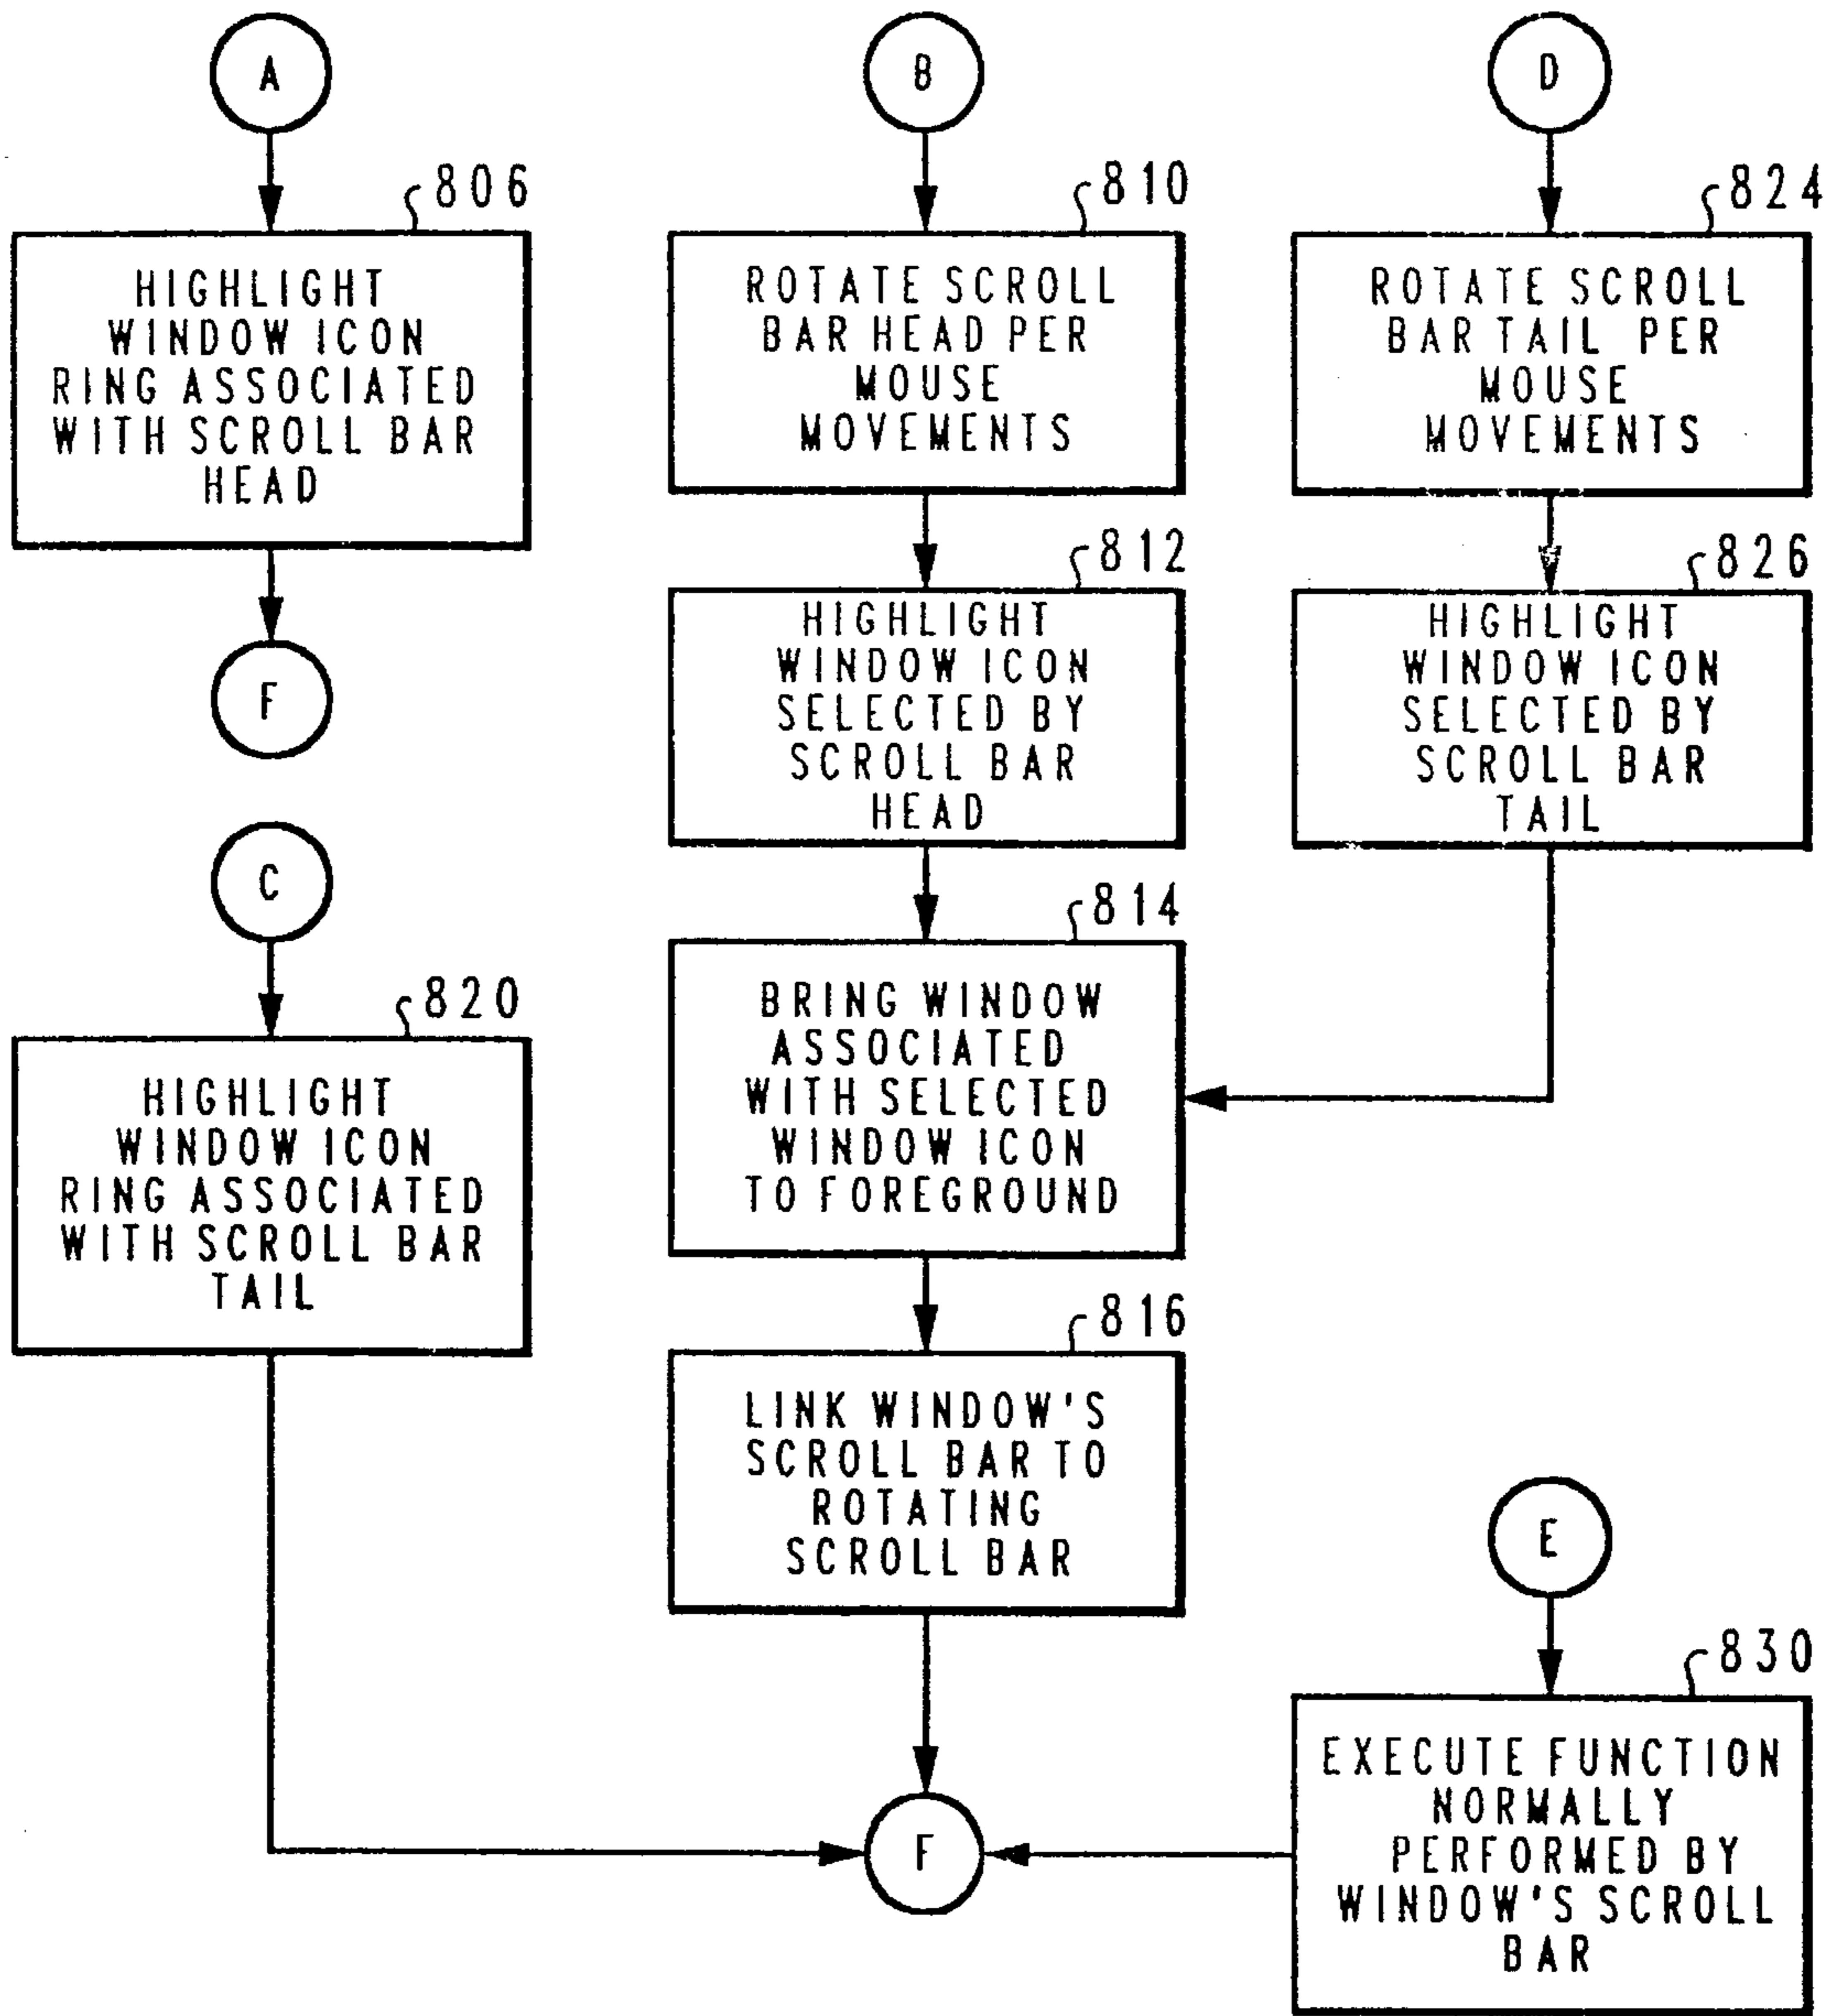 A
806
HIGHLIGHT
WINDOW ICON
RING ASSOCIATED
WITH SCROLL BAR
HEAD
F
C
820
HIGHLIGHT
WINDOW ICON
RING ASSOCIATED
WITH SCROLL BAR
TAIL
B
810
ROTATE SCROLL
BAR HEAD PER
MOUSE
MOVEMENTS
812
HIGHLIGHT
WINDOW ICON
SELECTED BY
SCROLL BAR
HEAD
814
BRING WINDOW
ASSOCIATED
WITH SELECTED
WINDOW ICON
TO FOREGROUND
816
LINK WINDOW'S
SCROLL BAR TO
ROTATING
SCROLL BAR
F
D
824
ROTATE SCROLL
BAR TAIL PER
MOUSE
MOVEMENTS
826
HIGHLIGHT
WINDOW ICON
SELECTED BY
SCROLL BAR
TAIL
E
830
EXECUTE FUNCTION
NORMALLY
PERFORMED BY
WINDOW'S SCROLL
BAR